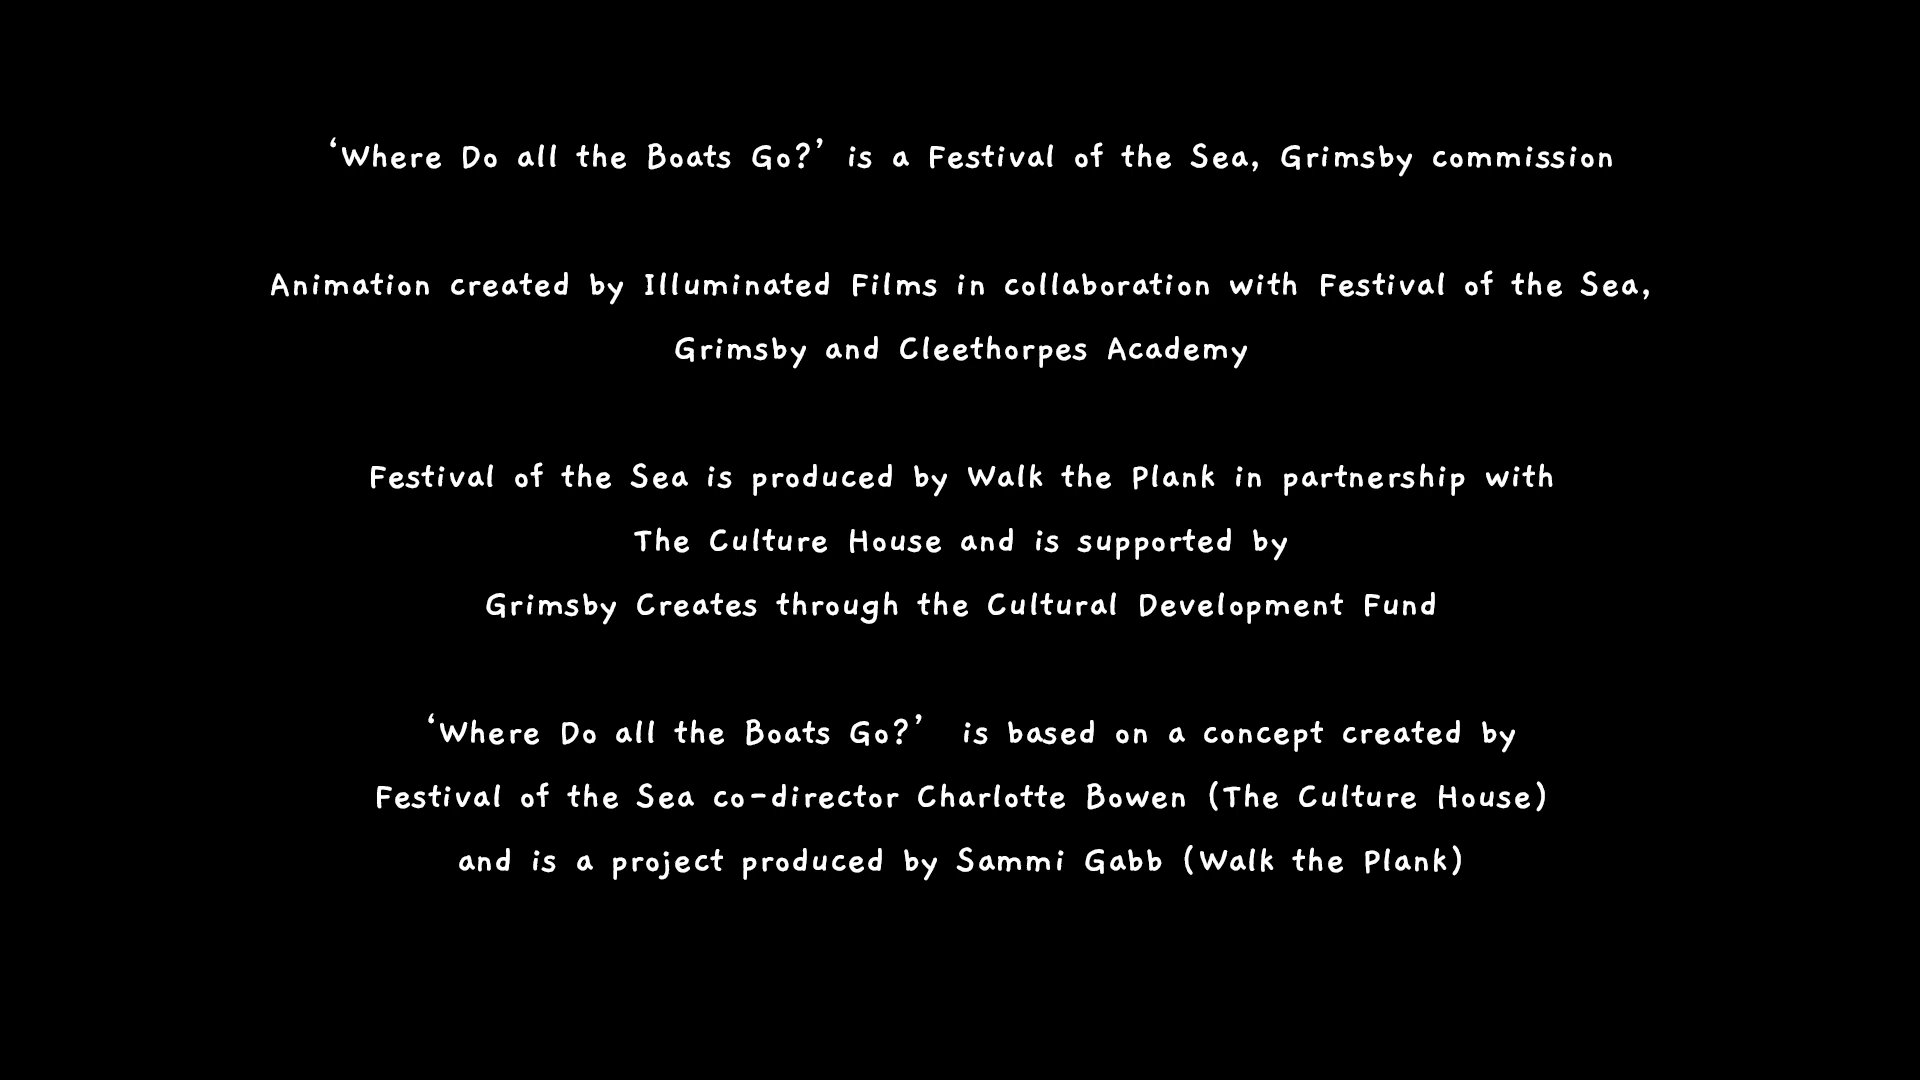 ‘Where Do all the Boats Go?’ is a Festival of the Sea, Grimsby commission
Animation created by Illuminated Films in collaboration with Festival of the Sea,
Grimsby and Cleethorpes Academy
Festival of the Sea is produced by Walk the Plank in partnership with
The Culture House and is supported by
Grimsby Creates through the Cultural Development Fund
‘Where Do all the Boats Go?’ is based on a concept created by
Festival of the Sea co-director Charlotte Bowen (The Culture House)
and is a project produced by Sammi Gabb (Walk the Plank)